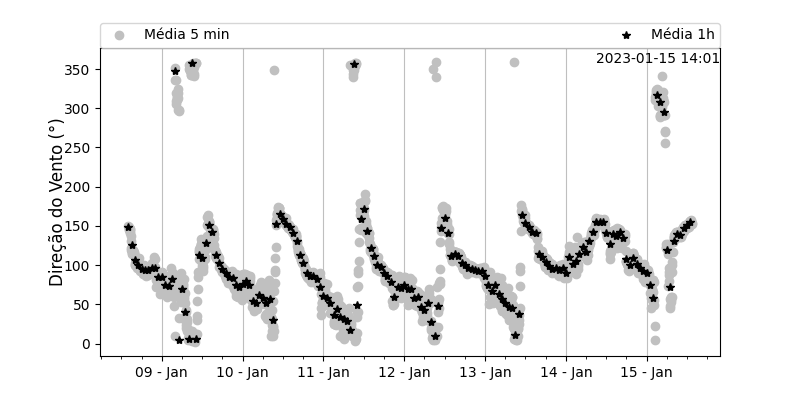 Média 5 min
Média 1h
2023-01-15 14:01
Direção do Vento (°)
350
300
250
200
150
100
50
0
09 - Jan
10 - Jan
11 - Jan
12 - Jan
13 - Jan
14 - Jan
15 - Jan